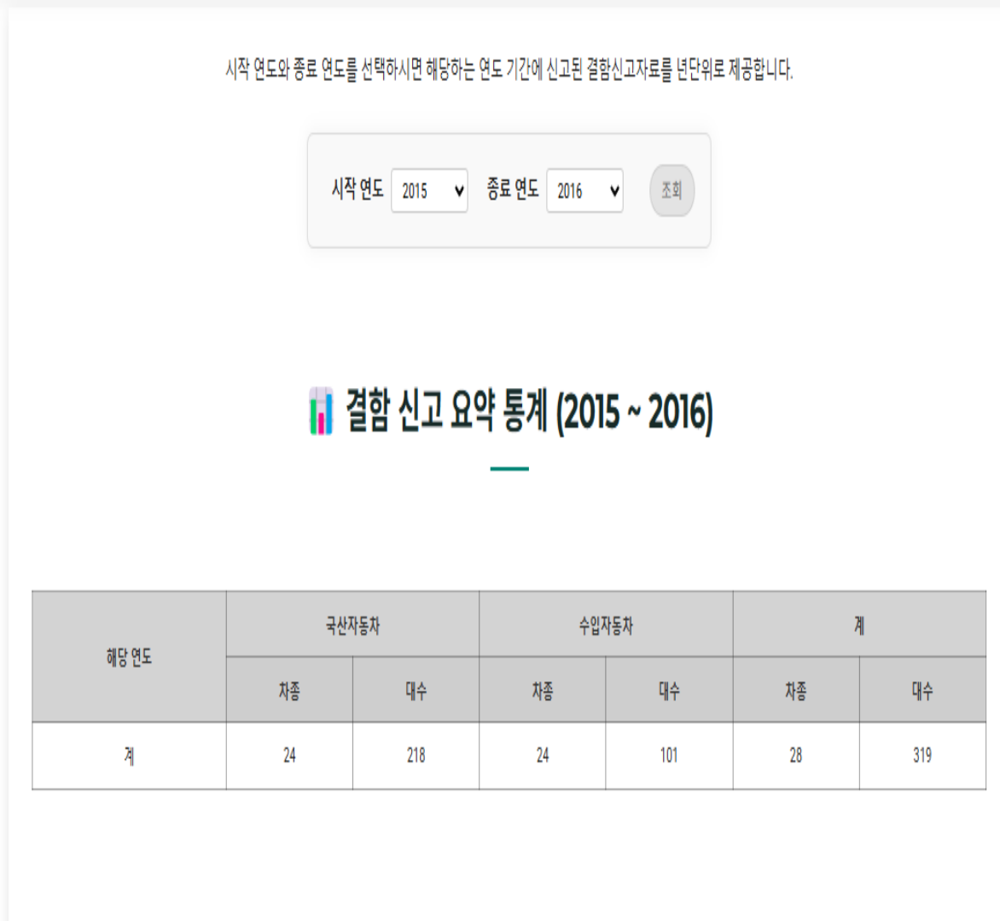 시작 연도와 종료 연도를 선택하시면 해당하는 연도 기간에 신고된 결함신고자료를 년단위로 제공합니다.
시작 연도 2015 종료 연도 2016 조회
결함 신고 요약 통계 (2015 ~ 2016)
해당 연도 국산자동차 수입자동차 계
차종 대수 차종 대수 차종 대수
계 24 218 24 101 28 319